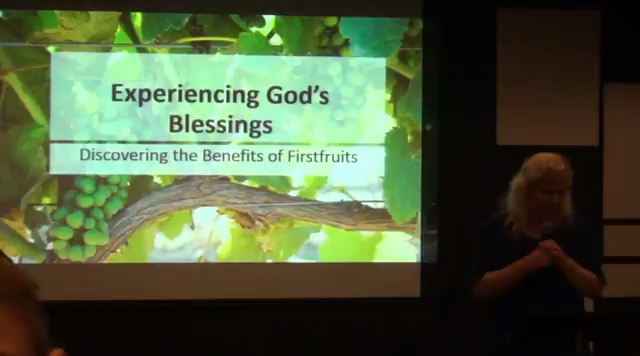 Experiencing God's
Blessings
Discovering the Benefits of Firstfruits